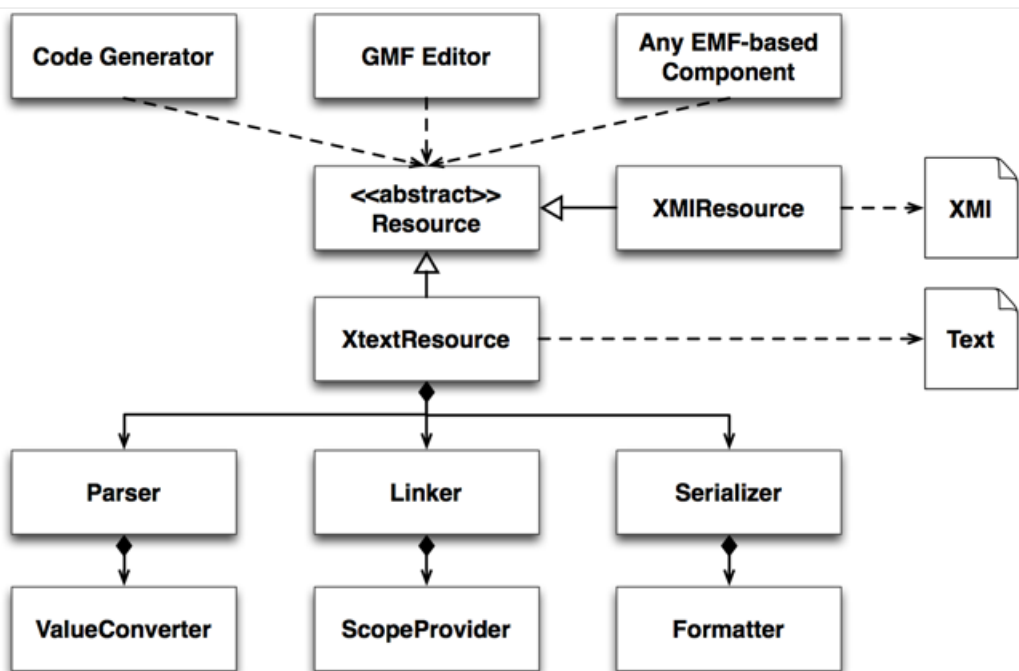 Code Generator
GMF Editor
Any EMF-based
Component
<<abstract>>
Resource
XMIResource
XMI
XtextResource
Text
Parser
Linker
Serializer
ValueConverter
ScopeProvider
Formatter